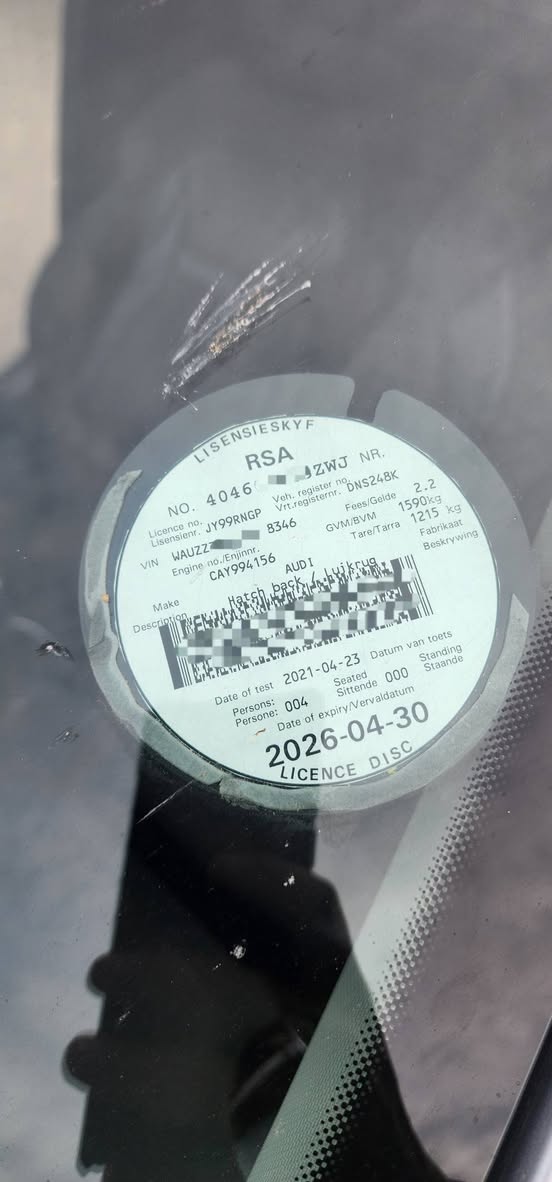 LISENSIESKYF
RSA
NO. 4046 ZWJ NR.
Licence no. Veh. register no.
Lisensienr. JY99RNGP Vrt.registernr. DNS248K
VIN WAUZZ B346 Fees/Gelde 2.2
Engine no./Enjinnr. GVM/BVM 1590kg
CAY994156 Tare/Tarra 1215 kg
Make AUDI Fabrikaat
Description Hatch back / Luikrug Beskrywing
Date of test 2021-04-23 Datum van toets
Persons: Seated Standing
Persone: 004 Sittende 000 Staande
Date of expiry/Vervaldatum
2026-04-30
LICENCE DISC